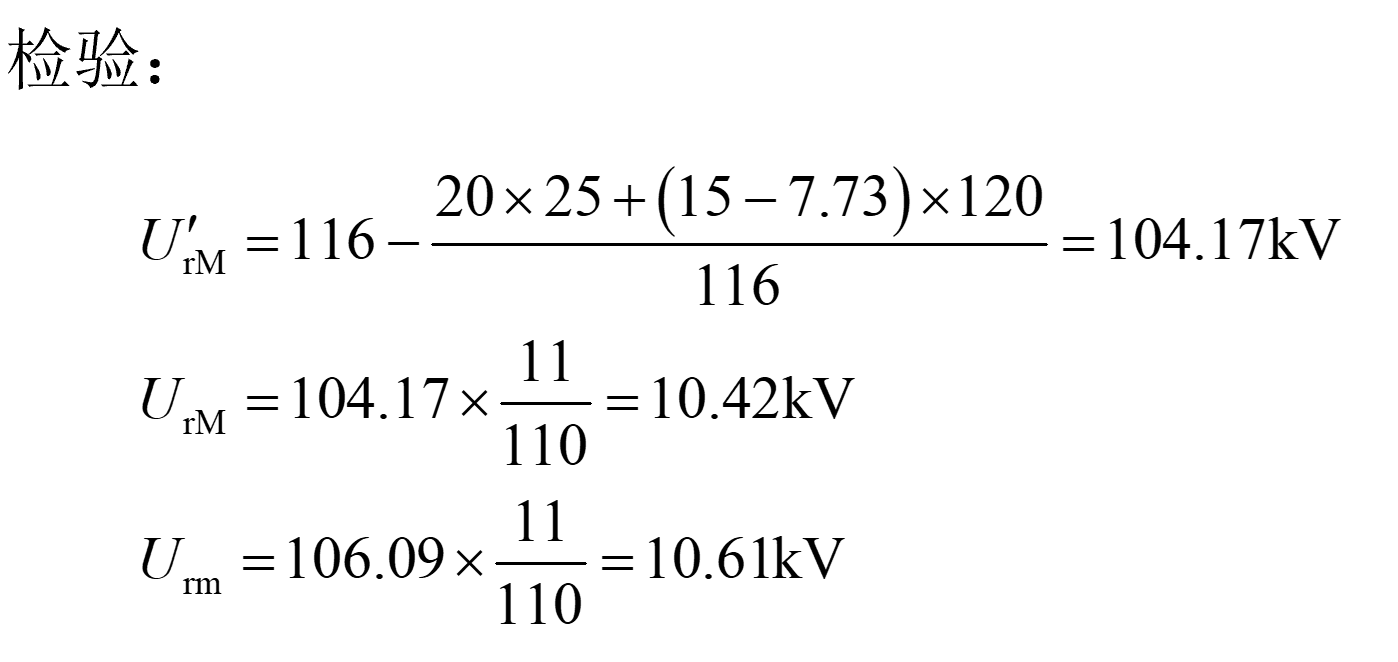 检验：
U′rM = 116 − (20×25+(15−7.73)×120)/116 = 104.17kV
UrM = 104.17 × 11/110 = 10.42kV
Urm = 106.09 × 11/110 = 10.61kV